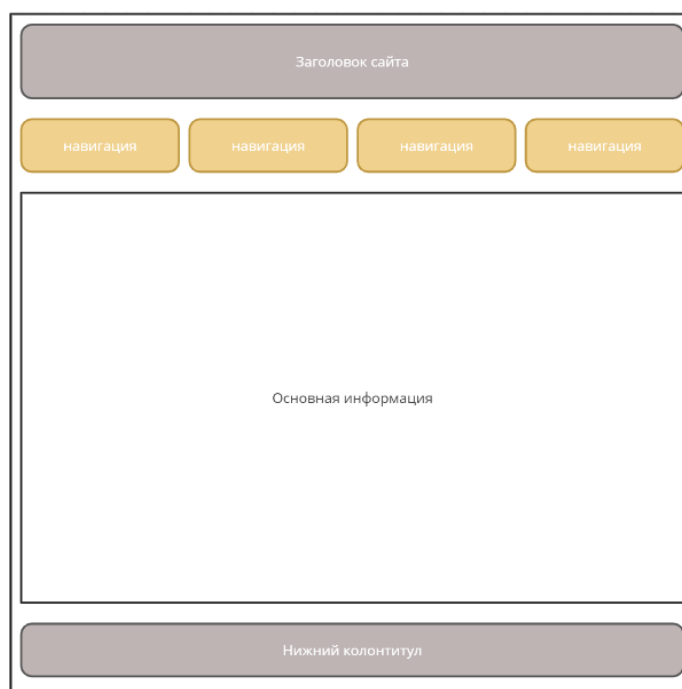 Заголовок сайта
навигация
навигация
навигация
навигация
Основная информация
Нижний колонтитул